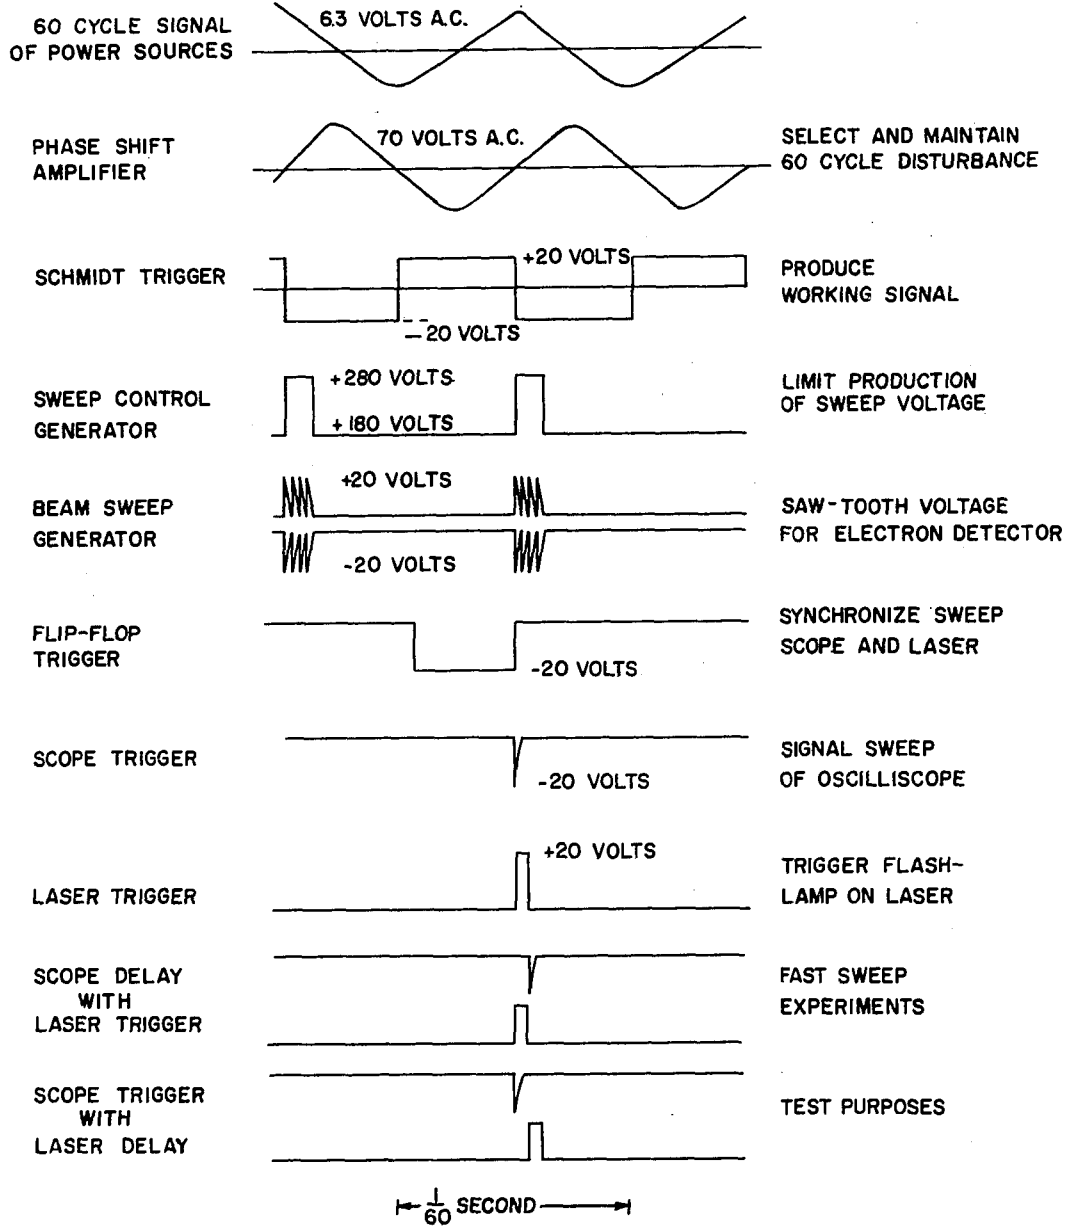 60 CYCLE SIGNAL
OF POWER SOURCES
6.3 VOLTS A.C.
PHASE SHIFT
AMPLIFIER
70 VOLTS A.C.
SELECT AND MAINTAIN
60 CYCLE DISTURBANCE
SCHMIDT TRIGGER
+20 VOLTS
-20 VOLTS
PRODUCE
WORKING SIGNAL
SWEEP CONTROL
GENERATOR
+280 VOLTS
+180 VOLTS
LIMIT PRODUCTION
OF SWEEP VOLTAGE
BEAM SWEEP
GENERATOR
+20 VOLTS
-20 VOLTS
SAW-TOOTH VOLTAGE
FOR ELECTRON DETECTOR
FLIP-FLOP
TRIGGER
-20 VOLTS
SYNCHRONIZE SWEEP
SCOPE AND LASER
SCOPE TRIGGER
-20 VOLTS
SIGNAL SWEEP
OF OSCILLISCOPE
LASER TRIGGER
+20 VOLTS
TRIGGER FLASH-
LAMP ON LASER
SCOPE DELAY
WITH
LASER TRIGGER
FAST SWEEP
EXPERIMENTS
SCOPE TRIGGER
WITH
LASER DELAY
TEST PURPOSES
1/60 SECOND